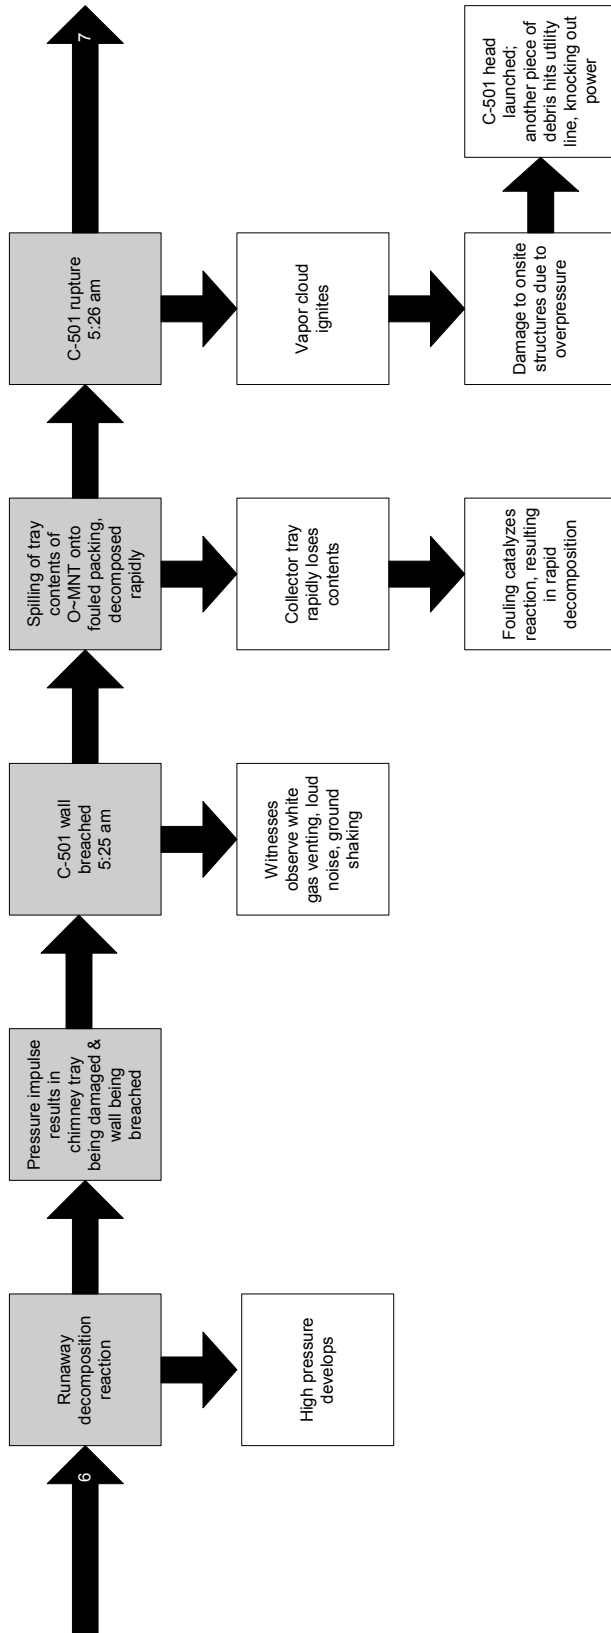 6
Runaway
decomposition
reaction
Pressure impulse
results in
chimney tray
being damaged &
wall being
breached
C-501 wall
breached
5:25 am
Spilling of tray
contents of
O~MNT onto
fouled packing,
decomposed
rapidly
C-501 rupture
5:26 am
7
High pressure
develops
Witnesses
observe white
gas venting, loud
noise, ground
shaking
Collector tray
rapidly loses
contents
Vapor cloud
ignites
Fouling catalyzes
reaction, resulting
in rapid
decomposition
Damage to onsite
structures due to
overpressure
C-501 head
launched;
another piece of
debris hits utility
line, knocking out
power